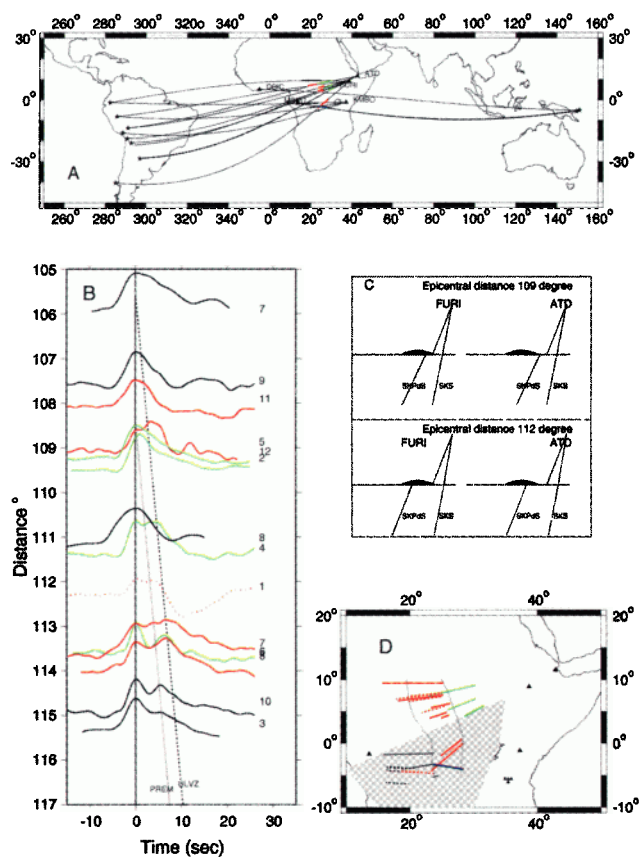 260° 280° 300° 320° 340° 0° 20° 40° 60° 80° 100° 120° 140° 160°
30° 30°
ATD
0° 0°
-30° -30°
A
260° 280° 300° 320° 340° 0° 20° 40° 60° 80° 100° 120° 140° 160°
B
105
7
106
107
9
11
108
5
12
109
2
110
8
111
4
112
1
113
7
8
114
10
115
3
116
PREM ULVZ
117
-10 0 10 20 30
Distance °
Time (sec)
C
Epicentral distance 109 degree
FURI ATD
SKPdS SKS SKPdS SKS
Epicentral distance 112 degree
FURI ATD
SKPdS SKS SKPdS SKS
20° 40°
20° 20°
D
10° 10°
0° 0°
-10° -10°
20° 40°